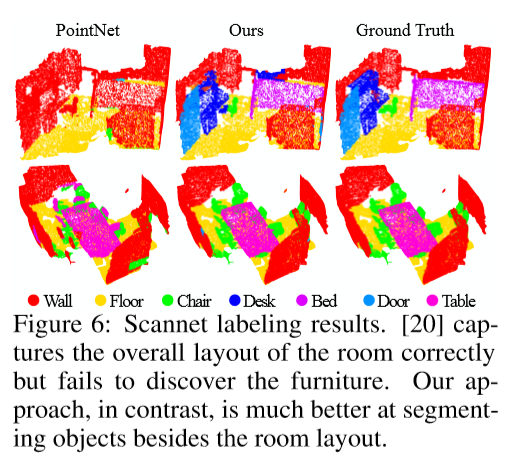 PointNet Ours Ground Truth
Wall Floor Chair Desk Bed Door Table
Figure 6: Scannet labeling results. [20] cap-
tures the overall layout of the room correctly
but fails to discover the furniture. Our ap-
proach, in contrast, is much better at segment-
ing objects besides the room layout.